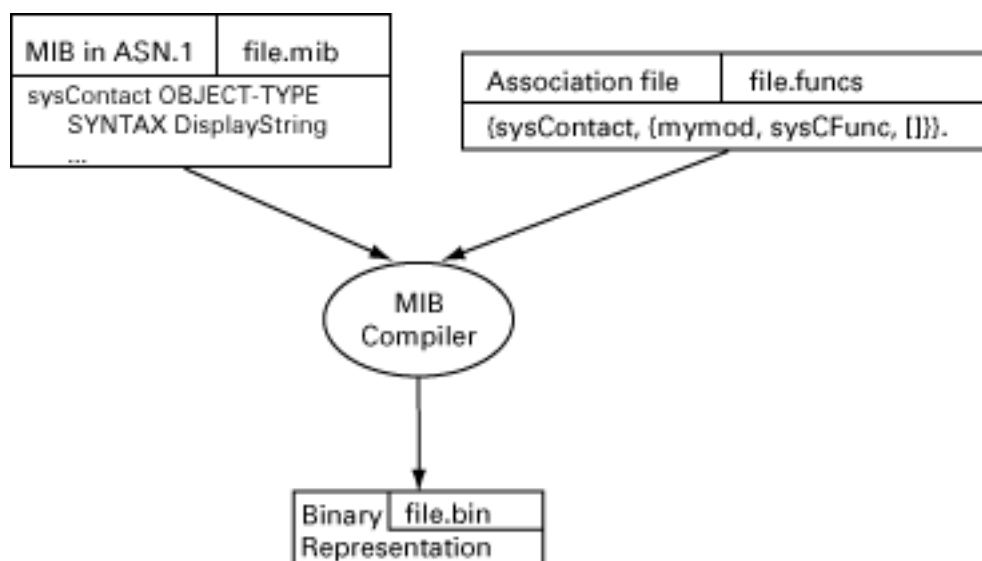 MIB in ASN.1 file.mib
sysContact OBJECT-TYPE
SYNTAX DisplayString
...
Association file file.funcs
{sysContact, {mymod, sysCFunc, []}}.
MIB
Compiler
Binary file.bin
Representation